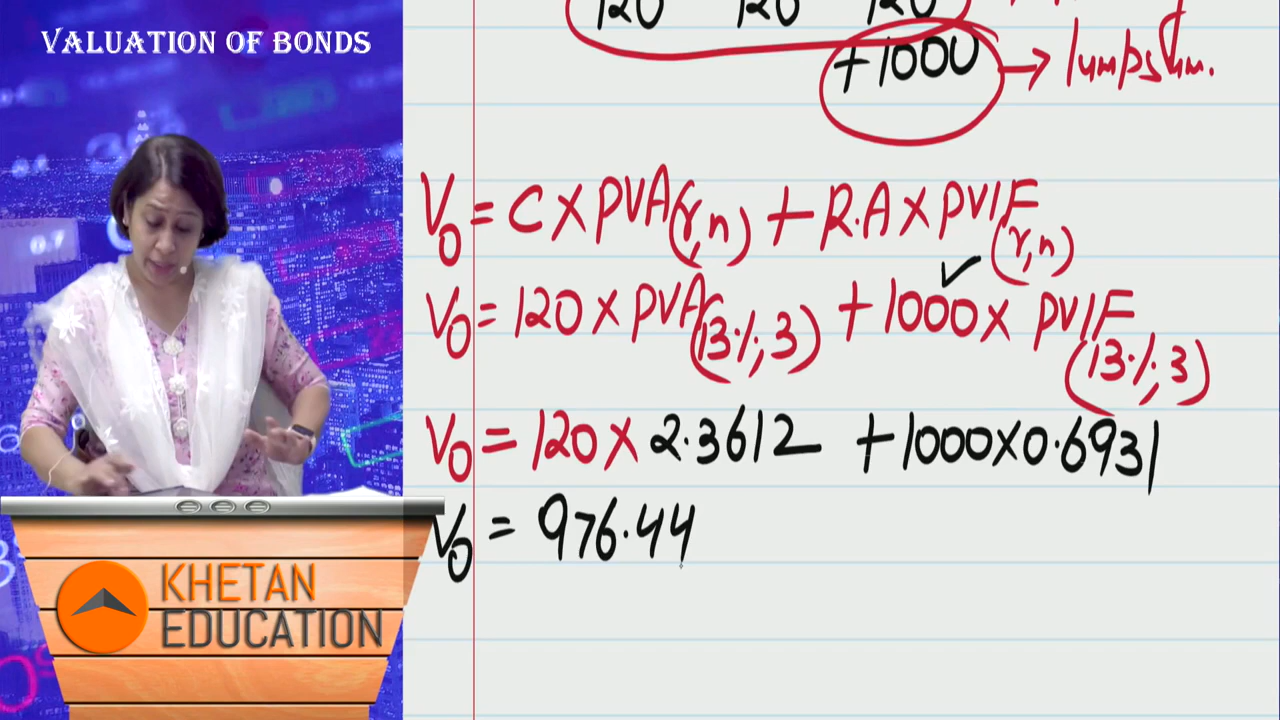 VALUATION OF BONDS
120 120 120
+1000 → lumpsum.
V0 = C X PVA(r,n) + R.A X PVIF(r,n)
V0 = 120 X PVA(13%,3) + 1000 X PVIF(13%,3)
V0 = 120 X 2.3612 + 1000 X 0.6931
V0 = 976.44
KHETAN
EDUCATION